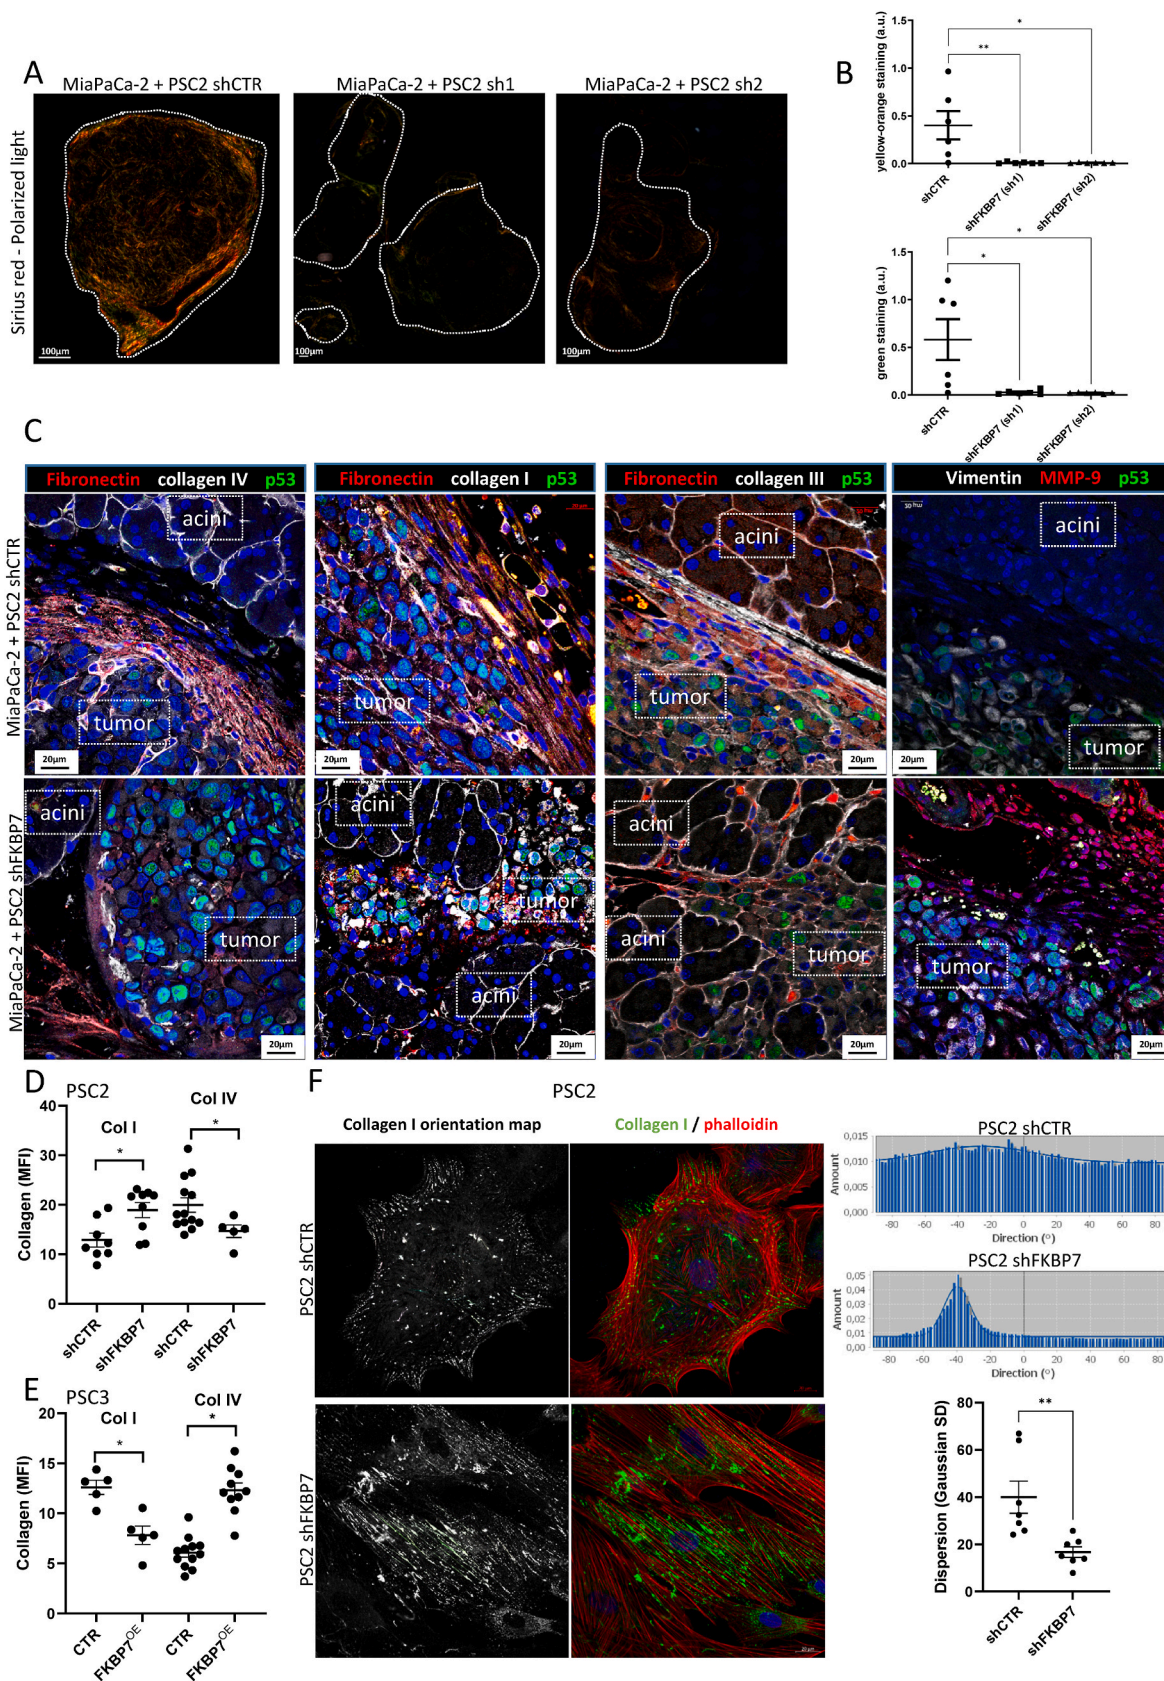 A
MiaPaCa-2 + PSC2 shCTR
MiaPaCa-2 + PSC2 sh1
MiaPaCa-2 + PSC2 sh2
Sirius red - Polarized light
100µm
100µm
100µm
B
yellow-orange staining (a.u.)
1.5
1.0
0.5
0.0
**
*
shCTR
shFKBP7 (sh1)
shFKBP7 (sh2)
green staining (a.u.)
1.5
1.0
0.5
0.0
*
*
shCTR
shFKBP7 (sh1)
shFKBP7 (sh2)
C
Fibronectin collagen IV p53
Fibronectin collagen I p53
Fibronectin collagen III p53
Vimentin MMP-9 p53
MiaPaCa-2 + PSC2 shCTR
acini
tumor
20µm
tumor
20µm
acini
tumor
20µm
acini
tumor
20µm
MiaPaCa-2 + PSC2 shFKBP7
acini
tumor
20µm
acini
tumor
acini
20µm
acini
acini
tumor
20µm
tumor
20µm
D
PSC2
Collagen (MFI)
40
30
20
10
0
Col I
*
Col IV
*
shCTR
shFKBP7
shCTR
shFKBP7
E
PSC3
Collagen (MFI)
20
15
10
5
0
Col I
*
Col IV
*
CTR
FKBP7OE
CTR
FKBP7OE
F
PSC2
Collagen I orientation map
Collagen I / phalloidin
PSC2 shCTR
PSC2 shFKBP7
PSC2 shCTR
Amount
0,015
0,010
0,005
0,000
-80 -60 -40 -20 0 20 40 60 80
Direction (°)
PSC2 shFKBP7
Amount
0,05
0,04
0,03
0,02
0,01
0,00
-80 -60 -40 -20 0 20 40 60 80
Direction (°)
Dispersion (Gaussian SD)
80
60
40
20
0
**
shCTR
shFKBP7